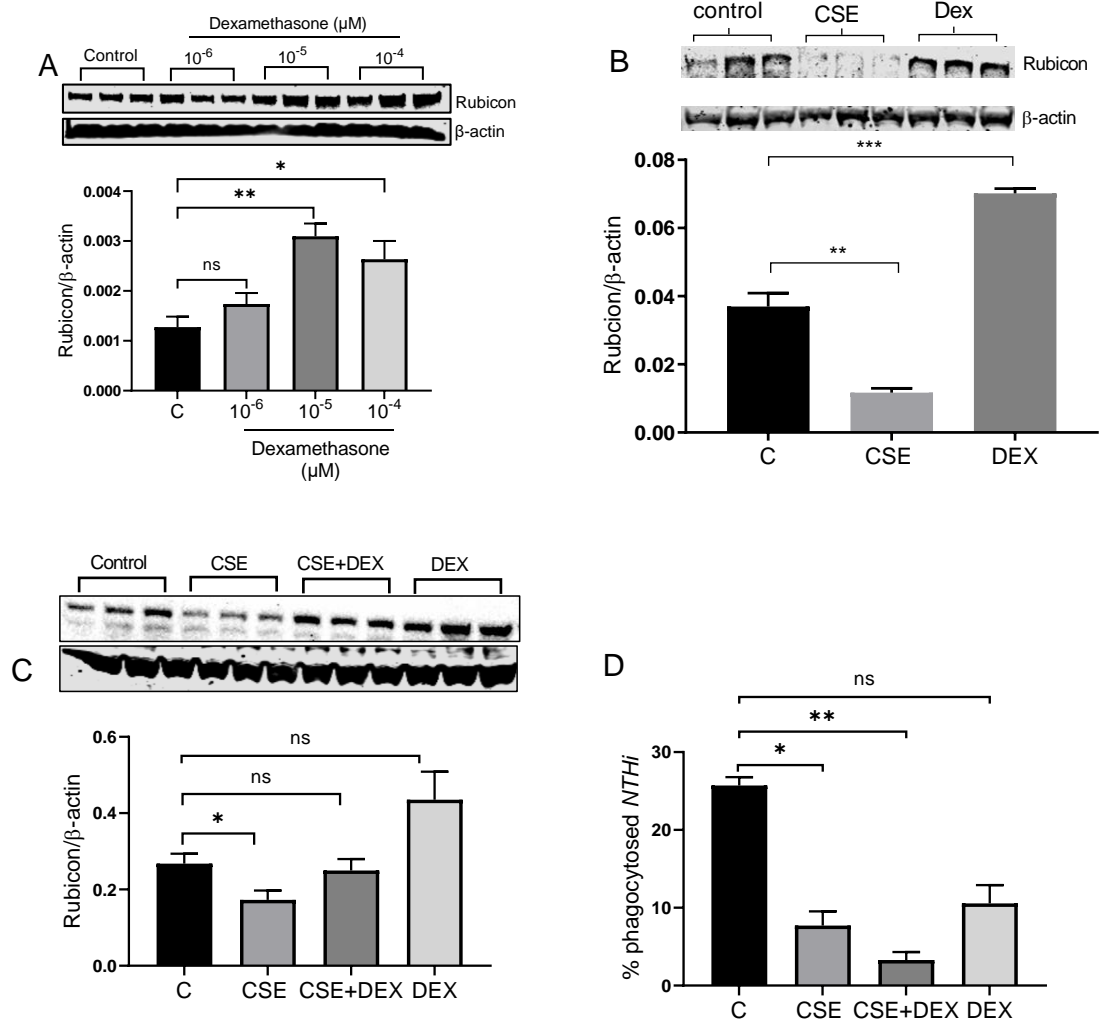 A
Dexamethasone (μM)
Control 10⁻⁶ 10⁻⁵ 10⁻⁴
Rubicon
β-actin
* 
**
ns
Rubicon/β-actin
0.004
0.003
0.002
0.001
0.000
C 10⁻⁶ 10⁻⁵ 10⁻⁴
Dexamethasone
(μM)
B
control CSE Dex
Rubicon
β-actin
***
**
Rubcion/β-actin
0.08
0.06
0.04
0.02
0.00
C CSE DEX
C
Control CSE CSE+DEX DEX
ns
ns
*
Rubicon/β-actin
0.6
0.4
0.2
0.0
C CSE CSE+DEX DEX
D
ns
**
*
% phagocytosed NTHi
30
20
10
0
C CSE CSE+DEX DEX